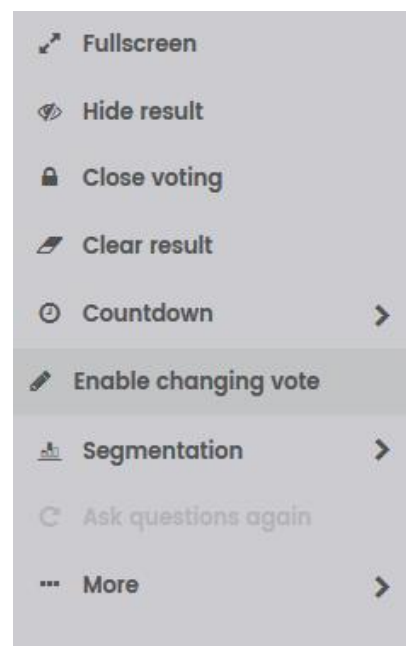 Fullscreen
Hide result
Close voting
Clear result
Countdown
Enable changing vote
Segmentation
Ask questions again
More